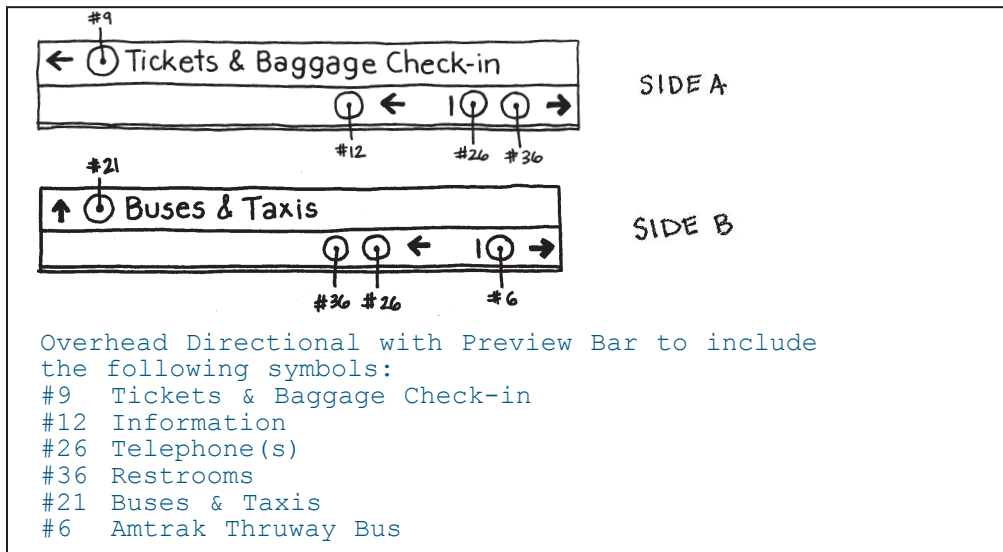 #9
← Tickets & Baggage Check-in
SIDE A
← | →
#12 #26 #36
#21
↑ Buses & Taxis
SIDE B
← | →
#36 #26 #6
Overhead Directional with Preview Bar to include
the following symbols:
#9 Tickets & Baggage Check-in
#12 Information
#26 Telephone(s)
#36 Restrooms
#21 Buses & Taxis
#6 Amtrak Thruway Bus